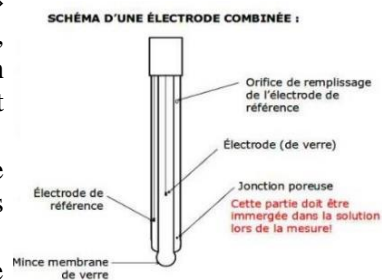 SCHÉMA D'UNE ÉLECTRODE COMBINÉE :
Orifice de remplissage
de l'électrode de
référence
Électrode (de verre)
Jonction poreuse
Cette partie doit être
immergée dans la solution
lors de la mesure!
Électrode de
référence
Mince membrane
de verre